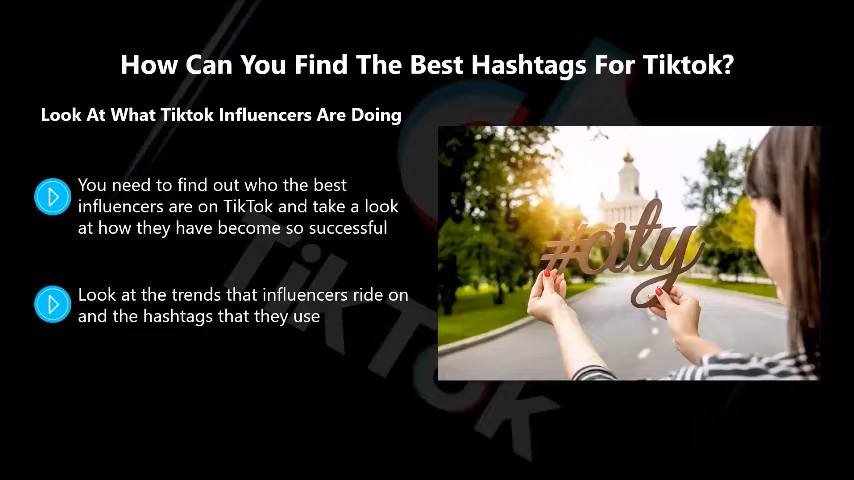 How Can You Find The Best Hashtags For Tiktok?
Look At What Tiktok Influencers Are Doing
You need to find out who the best
influencers are on TikTok and take a look
at how they have become so successful
Look at the trends that influencers ride on
and the hashtags that they use
#city
TikTok